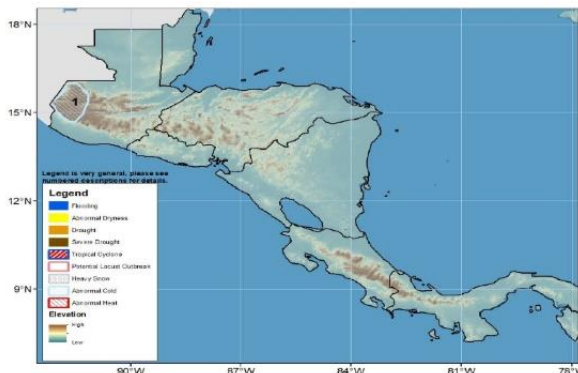 18°N
15°N
12°N
9°N
1
Legend is very general, please see
numbered descriptions for details.
Legend
Flooding
Abnormal Dryness
Drought
Severe Drought
Tropical Cyclone
Potential Locust Outbreak
Heavy Snow
Abnormal Cold
Abnormal Heat
Elevation
High
Low
90°W
87°W
84°W
81°W
78°W